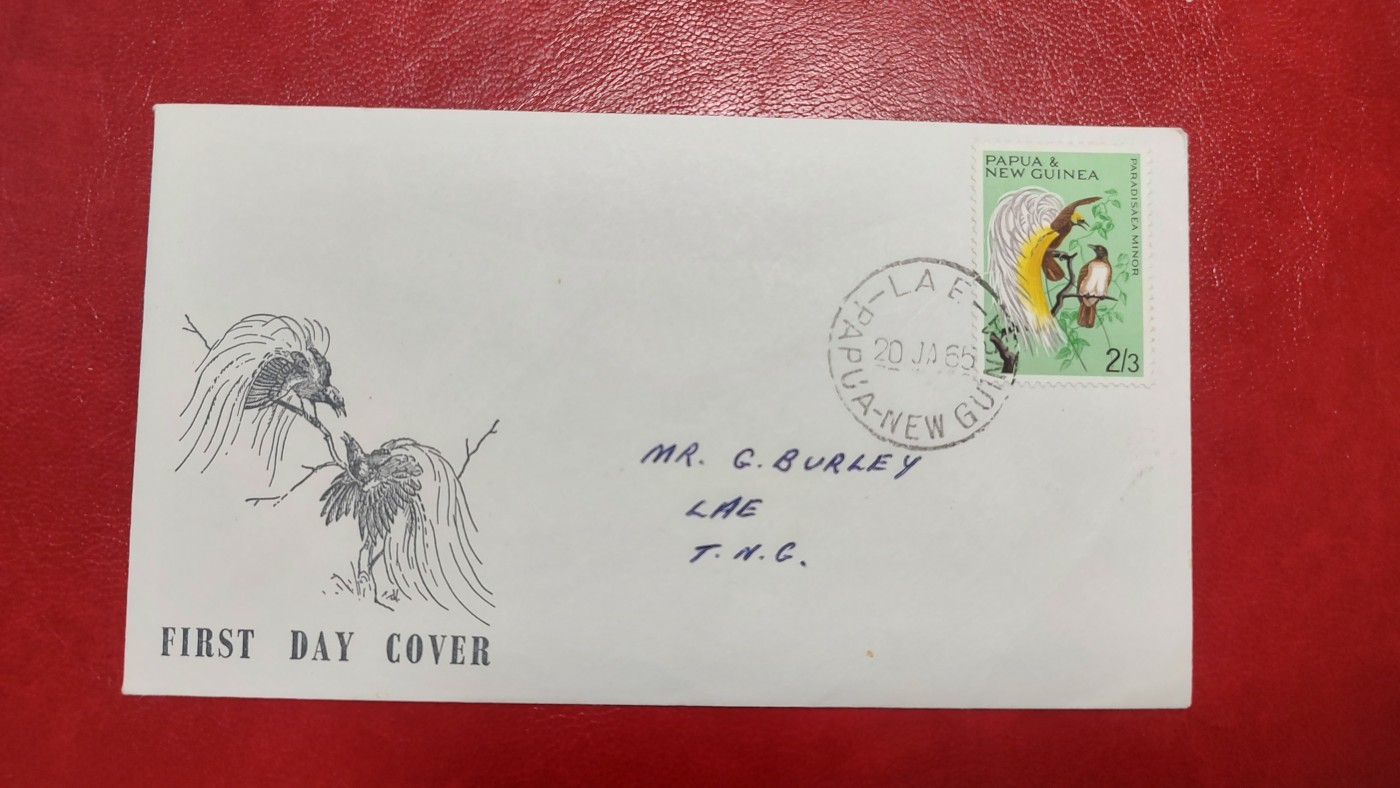 PAPUA &
NEW GUINEA
PARADISAEA MINOR
2/3
LAE
20 JA 65
PAPUA-NEW GUINEA
MR. G. BURLEY
LAE
T.N.G.
FIRST DAY COVER